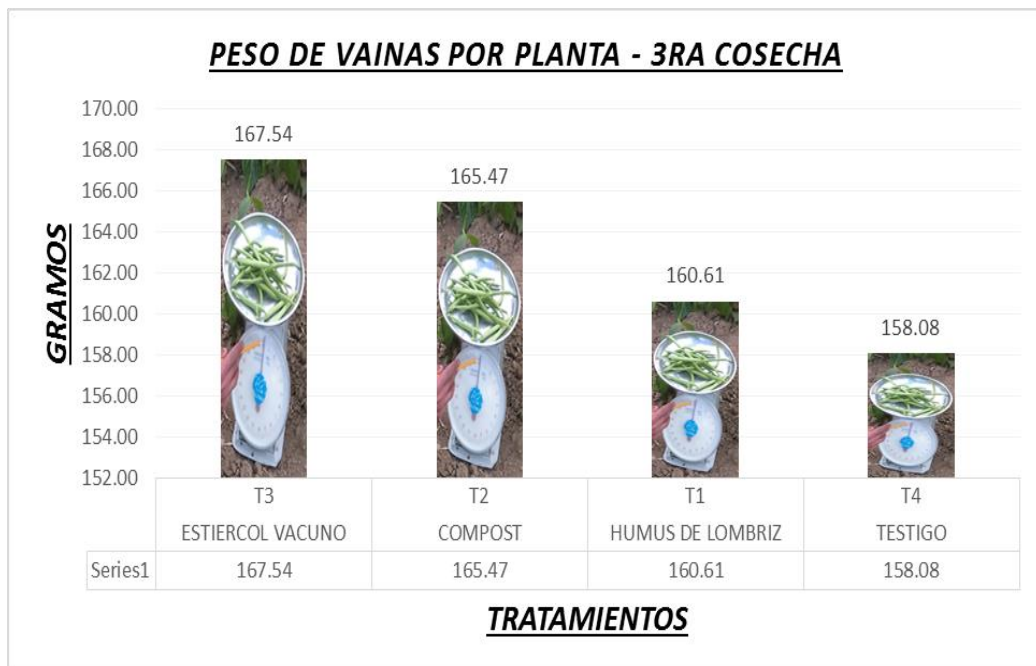 PESO DE VAINAS POR PLANTA - 3RA COSECHA
170.00
168.00
166.00
164.00
162.00
160.00
158.00
156.00
154.00
152.00
GRAMOS
167.54
165.47
160.61
158.08
T3 T2 T1 T4
ESTIERCOL VACUNO COMPOST HUMUS DE LOMBRIZ TESTIGO
Series1 167.54 165.47 160.61 158.08
TRATAMIENTOS